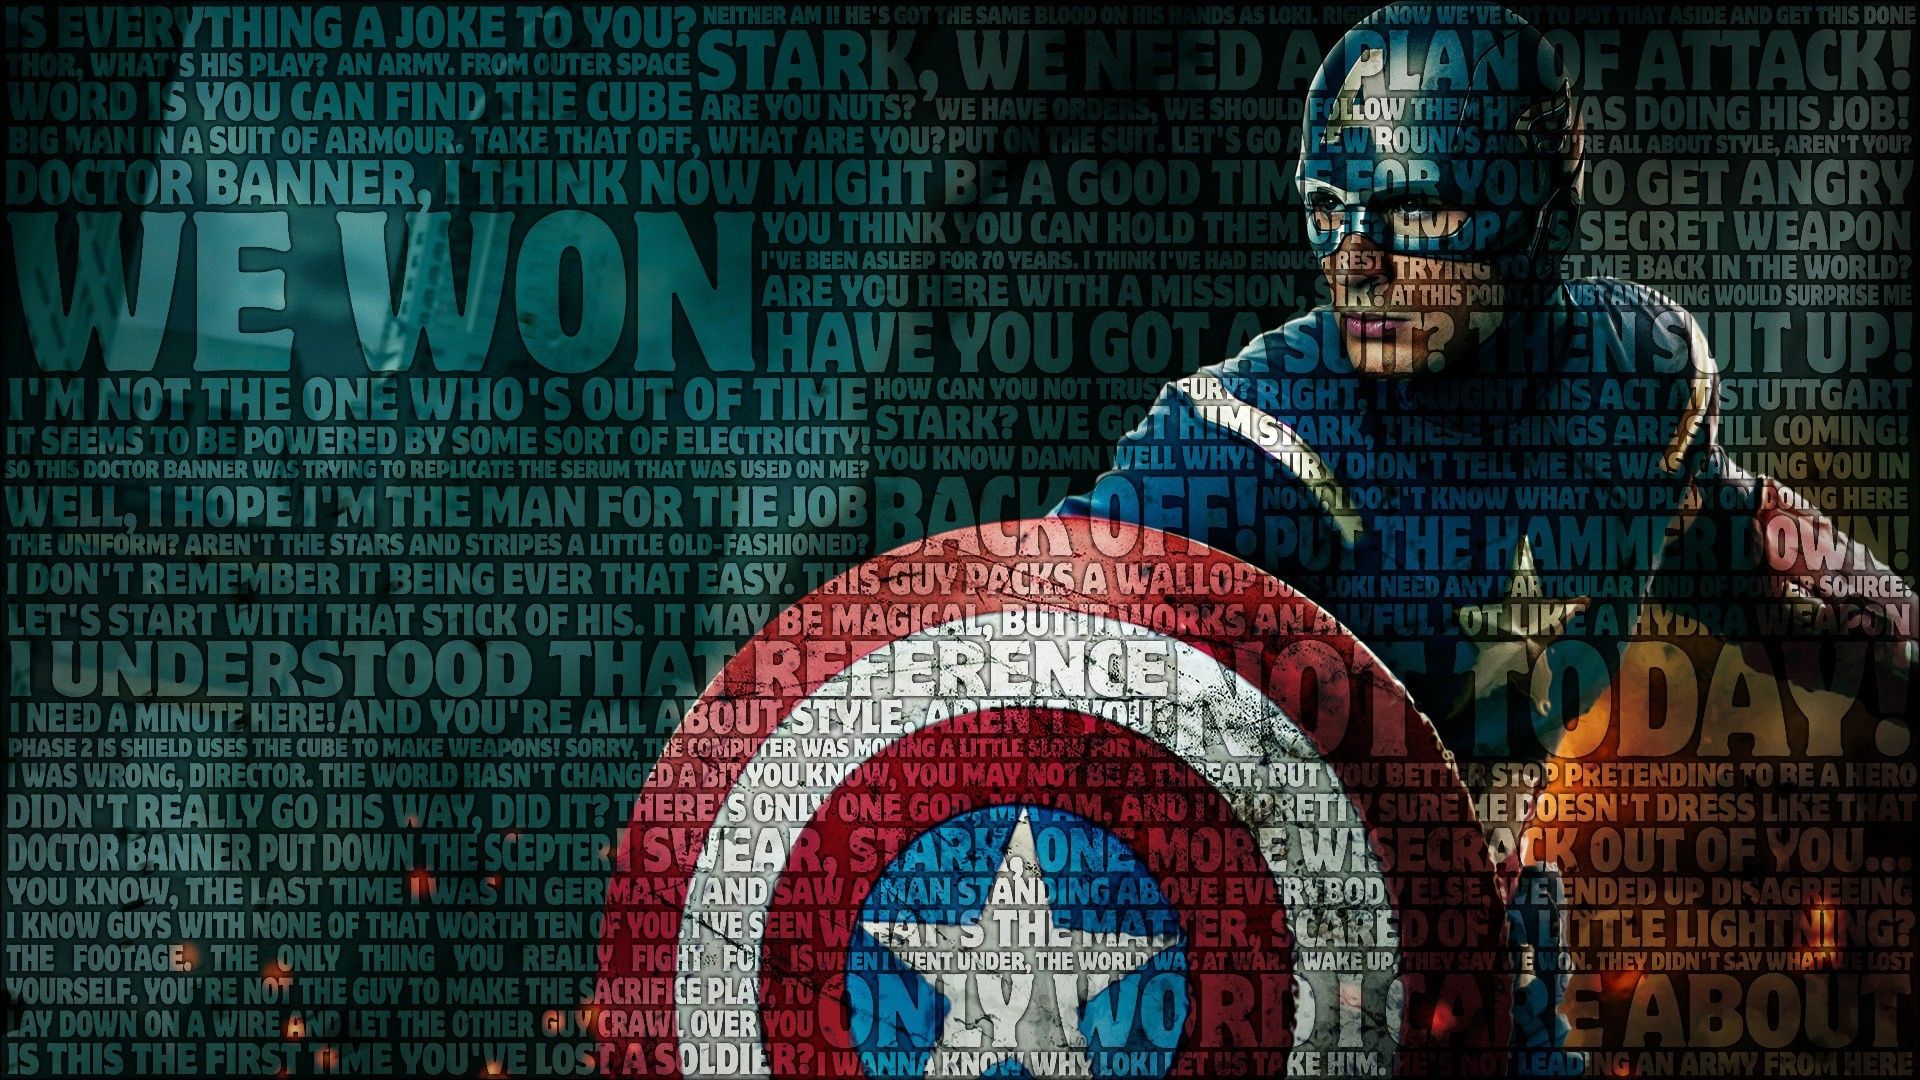 IS EVERYTHING A JOKE TO YOU?
NEITHER AM I! HE'S GOT THE SAME BLOOD ON HIS HANDS AS LOKI. RIGHT NOW WE'VE GOT TO PUT THAT ASIDE AND GET THIS DONE
THOR, WHAT'S HIS PLAY? AN ARMY. FROM OUTER SPACE
STARK, WE NEED A PLAN OF ATTACK!
WORD IS YOU CAN FIND THE CUBE
ARE YOU NUTS? WE HAVE ORDERS, WE SHOULD FOLLOW THEM HE WAS DOING HIS JOB!
BIG MAN IN A SUIT OF ARMOUR. TAKE THAT OFF, WHAT ARE YOU? PUT ON THE SUIT. LET'S GO A FEW ROUNDS AND YOU'RE ALL ABOUT STYLE, AREN'T YOU?
DOCTOR BANNER, I THINK NOW MIGHT BE A GOOD TIME FOR YOU TO GET ANGRY
WE WON
YOU THINK YOU CAN HOLD THEM OFF? HYDRA'S SECRET WEAPON
I'VE BEEN ASLEEP FOR 70 YEARS. I THINK I'VE HAD ENOUGH REST TRYING TO GET ME BACK IN THE WORLD?
ARE YOU HERE WITH A MISSION, SIR? AT THIS POINT, I DOUBT ANYTHING WOULD SURPRISE ME
HAVE YOU GOT A SUIT? THEN SUIT UP!
I'M NOT THE ONE WHO'S OUT OF TIME
HOW CAN YOU NOT TRUST FURY? RIGHT, I CAUGHT HIS ACT AT STUTTGART
IT SEEMS TO BE POWERED BY SOME SORT OF ELECTRICITY!
STARK? WE GOT HIM STARK, THESE THINGS ARE STILL COMING!
SO THIS DOCTOR BANNER WAS TRYING TO REPLICATE THE SERUM THAT WAS USED ON ME?
YOU KNOW DAMN WELL WHY! FURY DIDN'T TELL ME HE WAS CALLING YOU IN
WELL, I HOPE I'M THE MAN FOR THE JOB
BACK OFF!
NOW I DON'T KNOW WHAT YOU PLAN ON DOING HERE
THE UNIFORM? AREN'T THE STARS AND STRIPES A LITTLE OLD-FASHIONED?
PUT THE HAMMER DOWN!
I DON'T REMEMBER IT BEING EVER THAT EASY. THIS GUY PACKS A WALLOP DOES LOKI NEED ANY PARTICULAR KIND OF POWER SOURCE?
LET'S START WITH THAT STICK OF HIS. IT MAY BE MAGICAL, BUT IT WORKS AN AWFUL LOT LIKE A HYDRA WEAPON
I UNDERSTOOD THAT REFERENCE
NOT TODAY!
I NEED A MINUTE HERE! AND YOU'RE ALL ABOUT STYLE, AREN'T YOU?
PHASE 2 IS SHIELD USES THE CUBE TO MAKE WEAPONS! SORRY, THE COMPUTER WAS MOVING A LITTLE SLOW FOR ME
I WAS WRONG, DIRECTOR. THE WORLD HASN'T CHANGED A BIT YOU KNOW, YOU MAY NOT BE A THREAT, BUT YOU BETTER STOP PRETENDING TO BE A HERO
DIDN'T REALLY GO HIS WAY, DID IT? THERE'S ONLY ONE GOD, MA'AM, AND I'M PRETTY SURE HE DOESN'T DRESS LIKE THAT
DOCTOR BANNER PUT DOWN THE SCEPTER I SWEAR, STARK, ONE MORE WISECRACK OUT OF YOU...
YOU KNOW, THE LAST TIME I WAS IN GERMANY AND SAW A MAN STANDING ABOVE EVERYBODY ELSE, WE ENDED UP DISAGREEING
I KNOW GUYS WITH NONE OF THAT WORTH TEN OF YOU I'VE SEEN
WHAT'S THE MATTER, SCARED OF A LITTLE LIGHTNING?
THE FOOTAGE. THE ONLY THING YOU REALLY FIGHT FOR IS
WHEN I WENT UNDER, THE WORLD WAS AT WAR. I WAKE UP, THEY SAY WE WON. THEY DIDN'T SAY WHAT WE LOST
YOURSELF. YOU'RE NOT THE GUY TO MAKE THE SACRIFICE PLAY, TO
ONLY WORD I CARE ABOUT
LAY DOWN ON A WIRE AND LET THE OTHER GUY CRAWL OVER YOU
IS THIS THE FIRST TIME YOU'VE LOST A SOLDIER?
I WANNA KNOW WHY LOKI LET US TAKE HIM. HE'S NOT LEADING AN ARMY FROM HERE